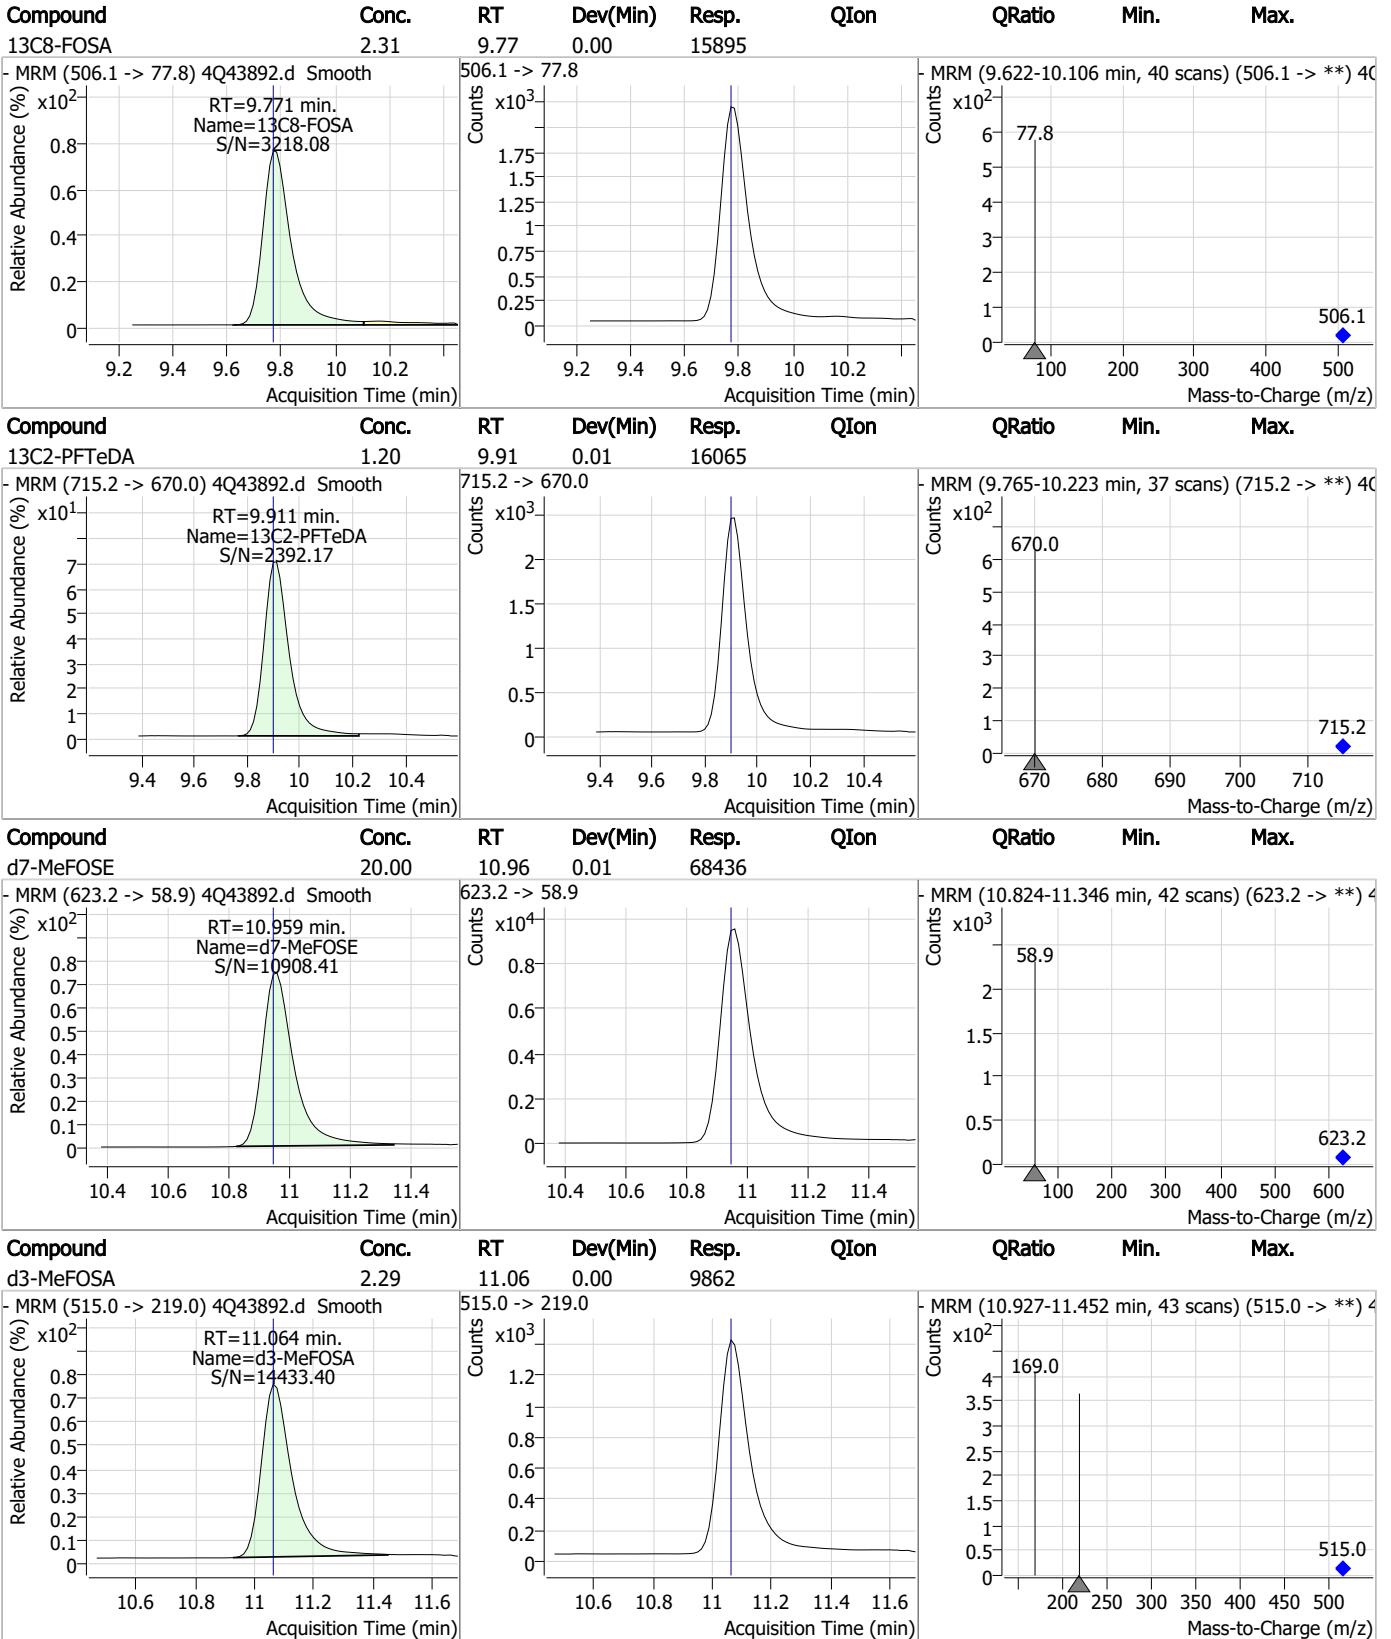 Compound Conc. RT Dev(Min) Resp. QIon QRatio Min. Max.
13C8-FOSA 2.31 9.77 0.00 15895
- MRM (506.1 -> 77.8) 4Q43892.d Smooth
506.1 -> 77.8
- MRM (9.622-10.106 min, 40 scans) (506.1 -> **) 4Q
Relative Abundance (%)
x10²
RT=9.771 min.
Name=13C8-FOSA
S/N=3218.08
0.8
0.6
0.4
0.2
0
9.2 9.4 9.6 9.8 10 10.2
Acquisition Time (min)
Counts
x10³
1.75
1.5
1.25
1
0.75
0.5
0.25
0
9.2 9.4 9.6 9.8 10 10.2
Acquisition Time (min)
Counts
x10²
77.8
6
5
4
3
2
1
0
506.1
100 200 300 400 500
Mass-to-Charge (m/z)
Compound Conc. RT Dev(Min) Resp. QIon QRatio Min. Max.
13C2-PFTeDA 1.20 9.91 0.01 16065
- MRM (715.2 -> 670.0) 4Q43892.d Smooth
715.2 -> 670.0
- MRM (9.765-10.223 min, 37 scans) (715.2 -> **) 4Q
Relative Abundance (%)
x10¹
RT=9.911 min.
Name=13C2-PFTeDA
S/N=2392.17
7
6
5
4
3
2
1
0
9.4 9.6 9.8 10 10.2 10.4
Acquisition Time (min)
Counts
x10³
2
1.5
1
0.5
0
9.4 9.6 9.8 10 10.2 10.4
Acquisition Time (min)
Counts
x10²
670.0
6
5
4
3
2
1
0
715.2
670 680 690 700 710
Mass-to-Charge (m/z)
Compound Conc. RT Dev(Min) Resp. QIon QRatio Min. Max.
d7-MeFOSE 20.00 10.96 0.01 68436
- MRM (623.2 -> 58.9) 4Q43892.d Smooth
623.2 -> 58.9
- MRM (10.824-11.346 min, 42 scans) (623.2 -> **) 4
Relative Abundance (%)
x10²
RT=10.959 min.
Name=d7-MeFOSE
S/N=10908.41
0.8
0.7
0.6
0.5
0.4
0.3
0.2
0.1
0
10.4 10.6 10.8 11 11.2 11.4
Acquisition Time (min)
Counts
x10⁴
0.8
0.6
0.4
0.2
0
10.4 10.6 10.8 11 11.2 11.4
Acquisition Time (min)
Counts
x10³
58.9
2
1.5
1
0.5
0
623.2
100 200 300 400 500 600
Mass-to-Charge (m/z)
Compound Conc. RT Dev(Min) Resp. QIon QRatio Min. Max.
d3-MeFOSA 2.29 11.06 0.00 9862
- MRM (515.0 -> 219.0) 4Q43892.d Smooth
515.0 -> 219.0
- MRM (10.927-11.452 min, 43 scans) (515.0 -> **) 4
Relative Abundance (%)
x10²
RT=11.064 min.
Name=d3-MeFOSA
S/N=14433.40
0.8
0.7
0.6
0.5
0.4
0.3
0.2
0.1
0
10.6 10.8 11 11.2 11.4 11.6
Acquisition Time (min)
Counts
x10³
1.2
1
0.8
0.6
0.4
0.2
0
10.6 10.8 11 11.2 11.4 11.6
Acquisition Time (min)
Counts
x10²
169.0
4
3.5
3
2.5
2
1.5
1
0.5
0
515.0
200 250 300 350 400 450 500
Mass-to-Charge (m/z)